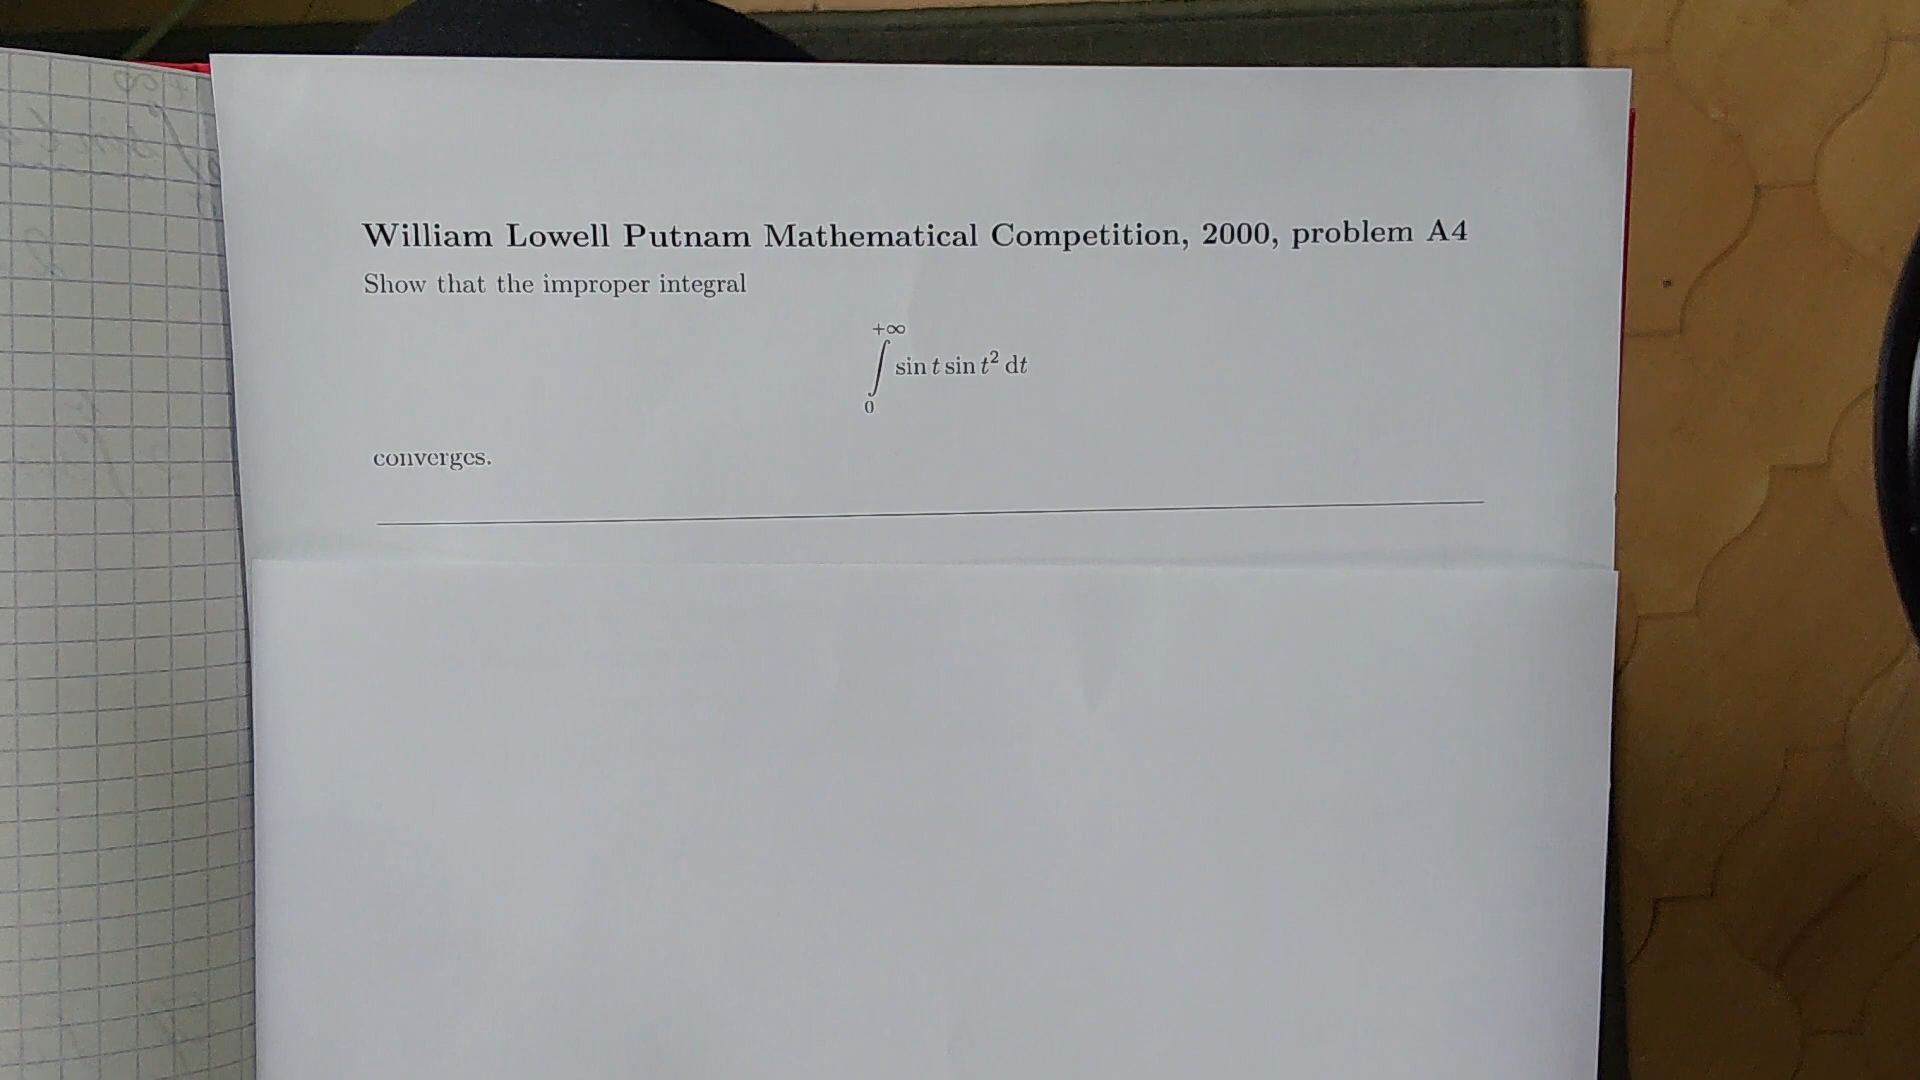 William Lowell Putnam Mathematical Competition, 2000, problem A4
Show that the improper integral
+∞
∫ sin t sin t² dt
0
converges.